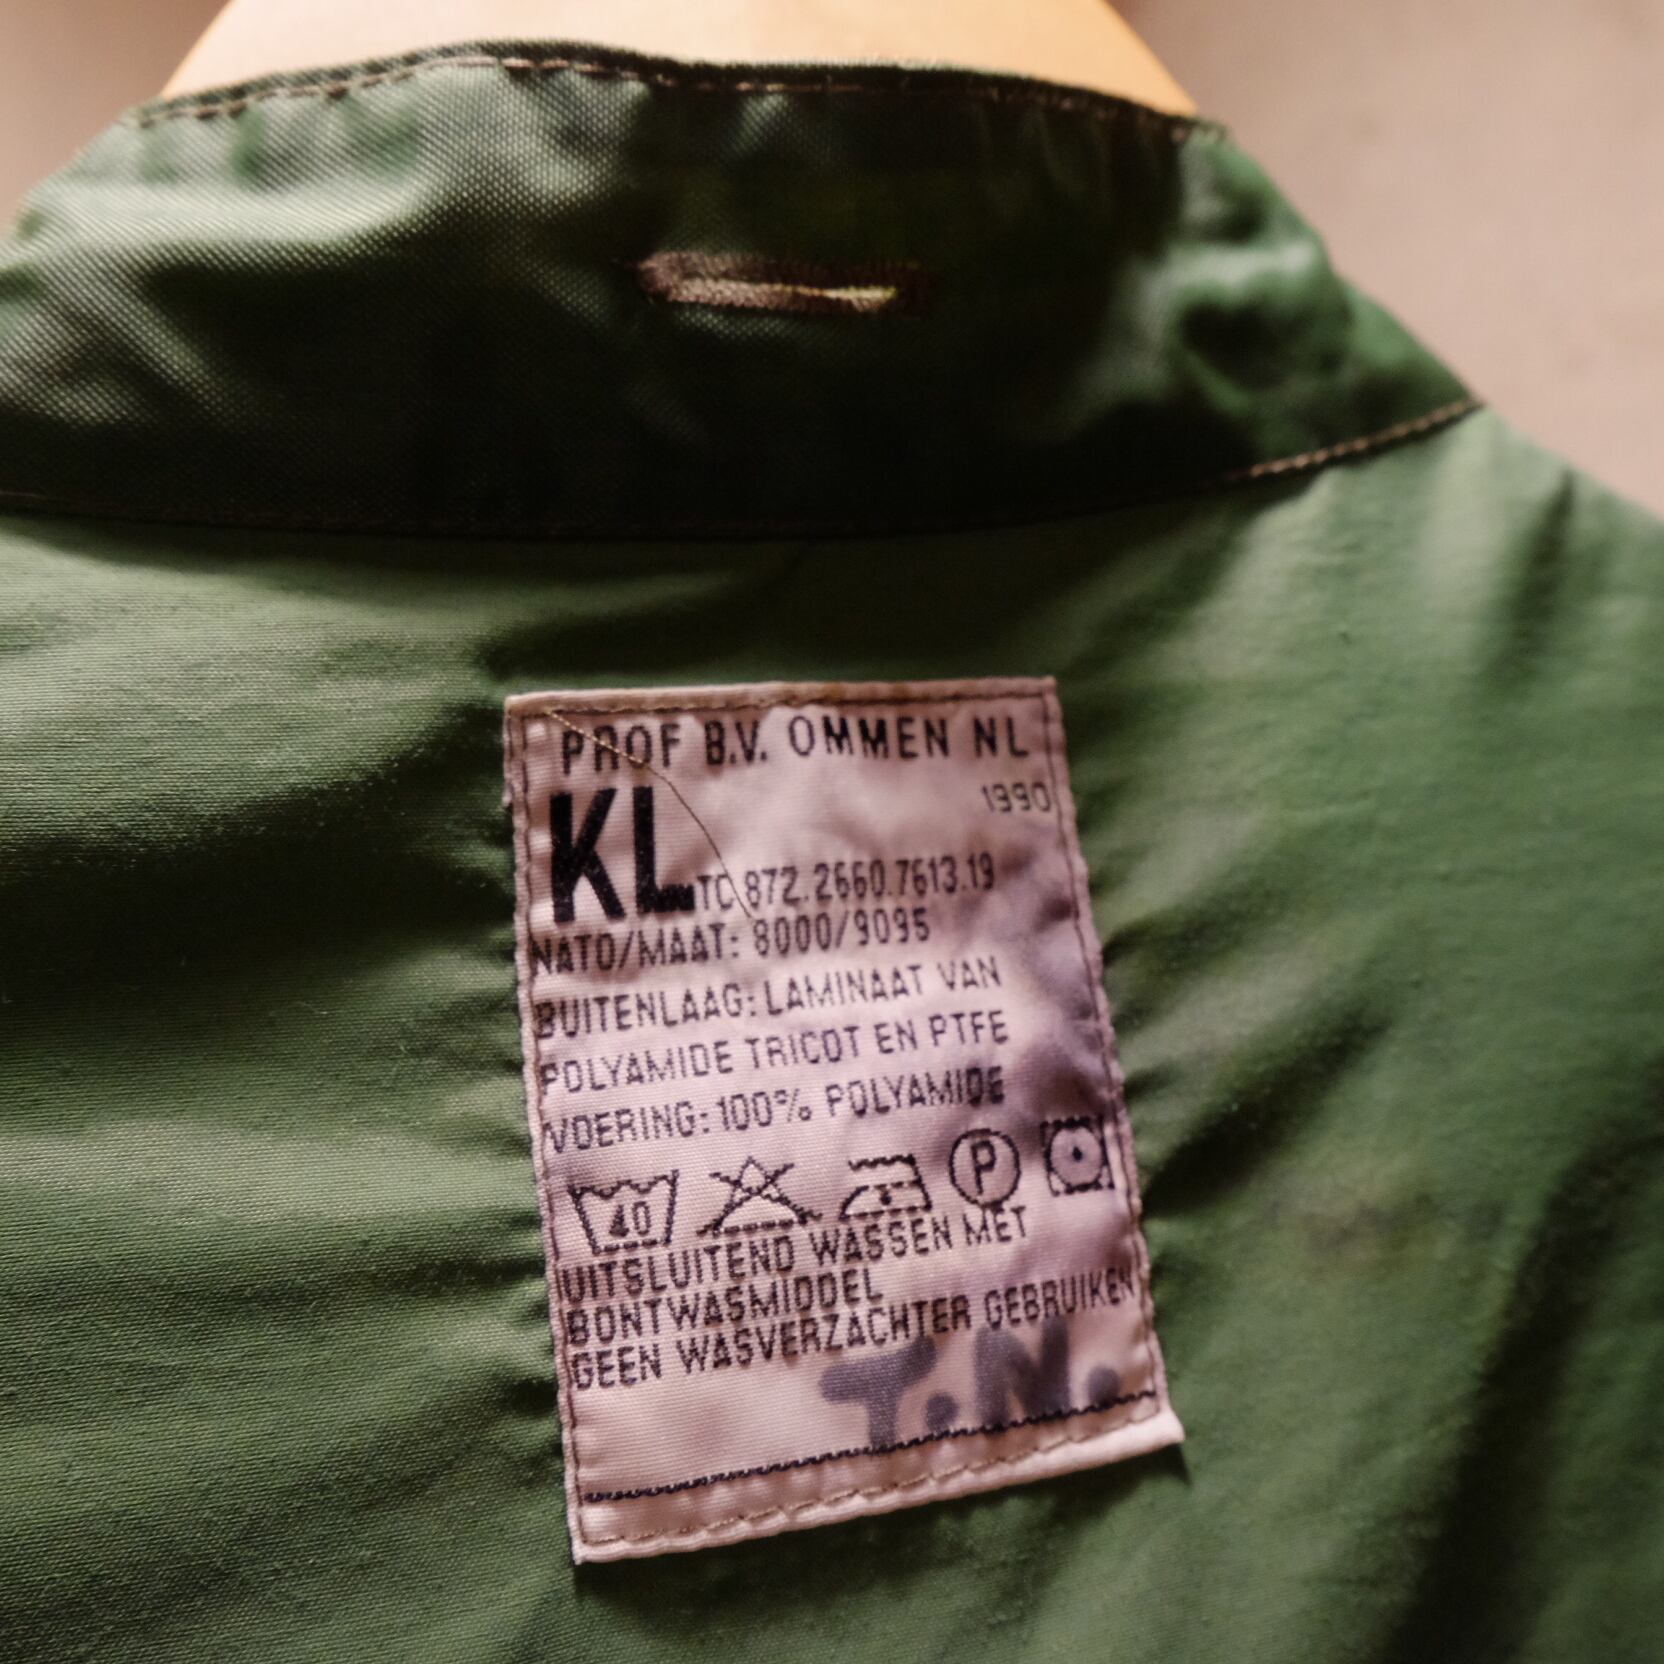 PROF B.V. OMMEN NL
1990
KL TC 872.2660.7613.19
NATO/MAAT: 8000/9095
BUITENLAAG: LAMINAAT VAN
POLYAMIDE TRICOT EN PTFE
VOERING: 100% POLYAMIDE
40 P
UITSLUITEND WASSEN MET
BONTWASMIDDEL
GEEN WASVERZACHTER GEBRUIKEN
T.N.